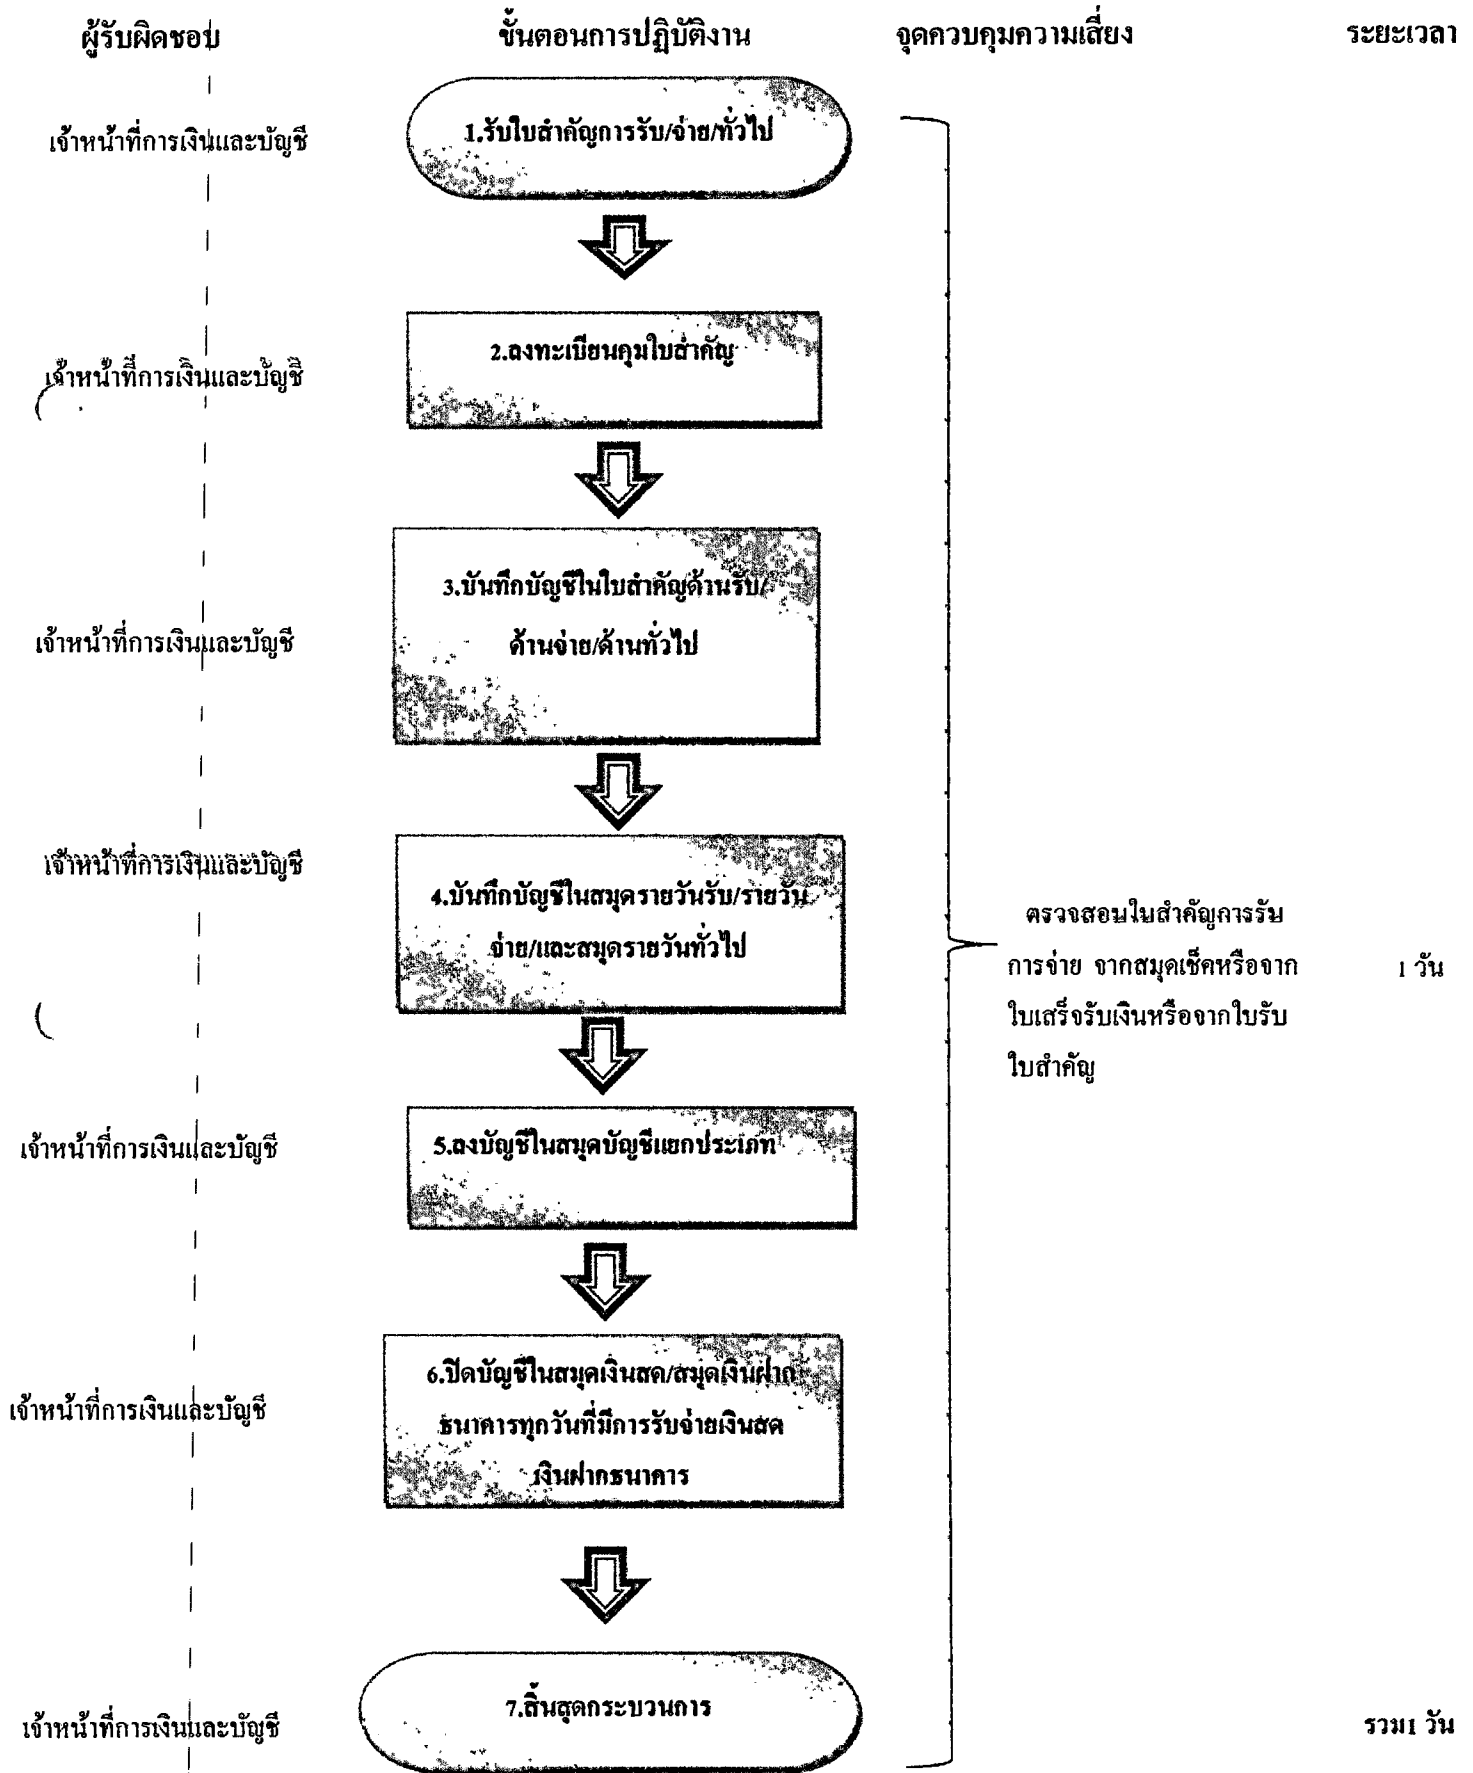 ผู้รับผิดชอบ ขั้นตอนการปฏิบัติงาน จุดควบคุมความเสี่ยง ระยะเวลา
เจ้าหน้าที่การเงินและบัญชี
1.รับใบสำคัญการรับ/จ่าย/ทั่วไป
เจ้าหน้าที่การเงินและบัญชี
2.ลงทะเบียนคุมใบสำคัญ
เจ้าหน้าที่การเงินและบัญชี
3.บันทึกบัญชีในใบสำคัญด้านรับ/
ด้านจ่าย/ด้านทั่วไป
เจ้าหน้าที่การเงินและบัญชี
4.บันทึกบัญชีในสมุดรายวันรับ/รายวัน
จ่าย/และสมุดรายวันทั่วไป
ตรวจสอบใบสำคัญการรับ
การจ่าย จากสมุดเช็คหรือจาก
ใบเสร็จรับเงินหรือจากใบรับ
ใบสำคัญ
1 วัน
เจ้าหน้าที่การเงินและบัญชี
5.ลงบัญชีในสมุดบัญชีแยกประเภท
เจ้าหน้าที่การเงินและบัญชี
6.ปิดบัญชีในสมุดเงินสด/สมุดเงินฝาก
ธนาคารทุกวันที่มีการรับจ่ายเงินสด
เงินฝากธนาคาร
เจ้าหน้าที่การเงินและบัญชี
7.สิ้นสุดกระบวนการ
รวม1 วัน